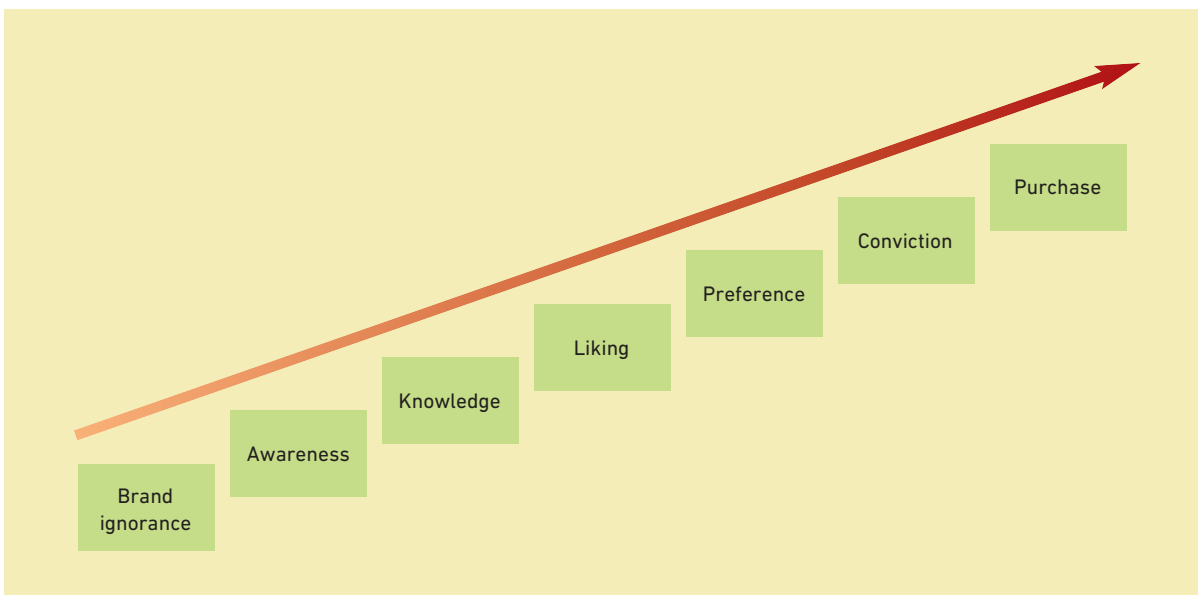 Brand
ignorance
Awareness
Knowledge
Liking
Preference
Conviction
Purchase